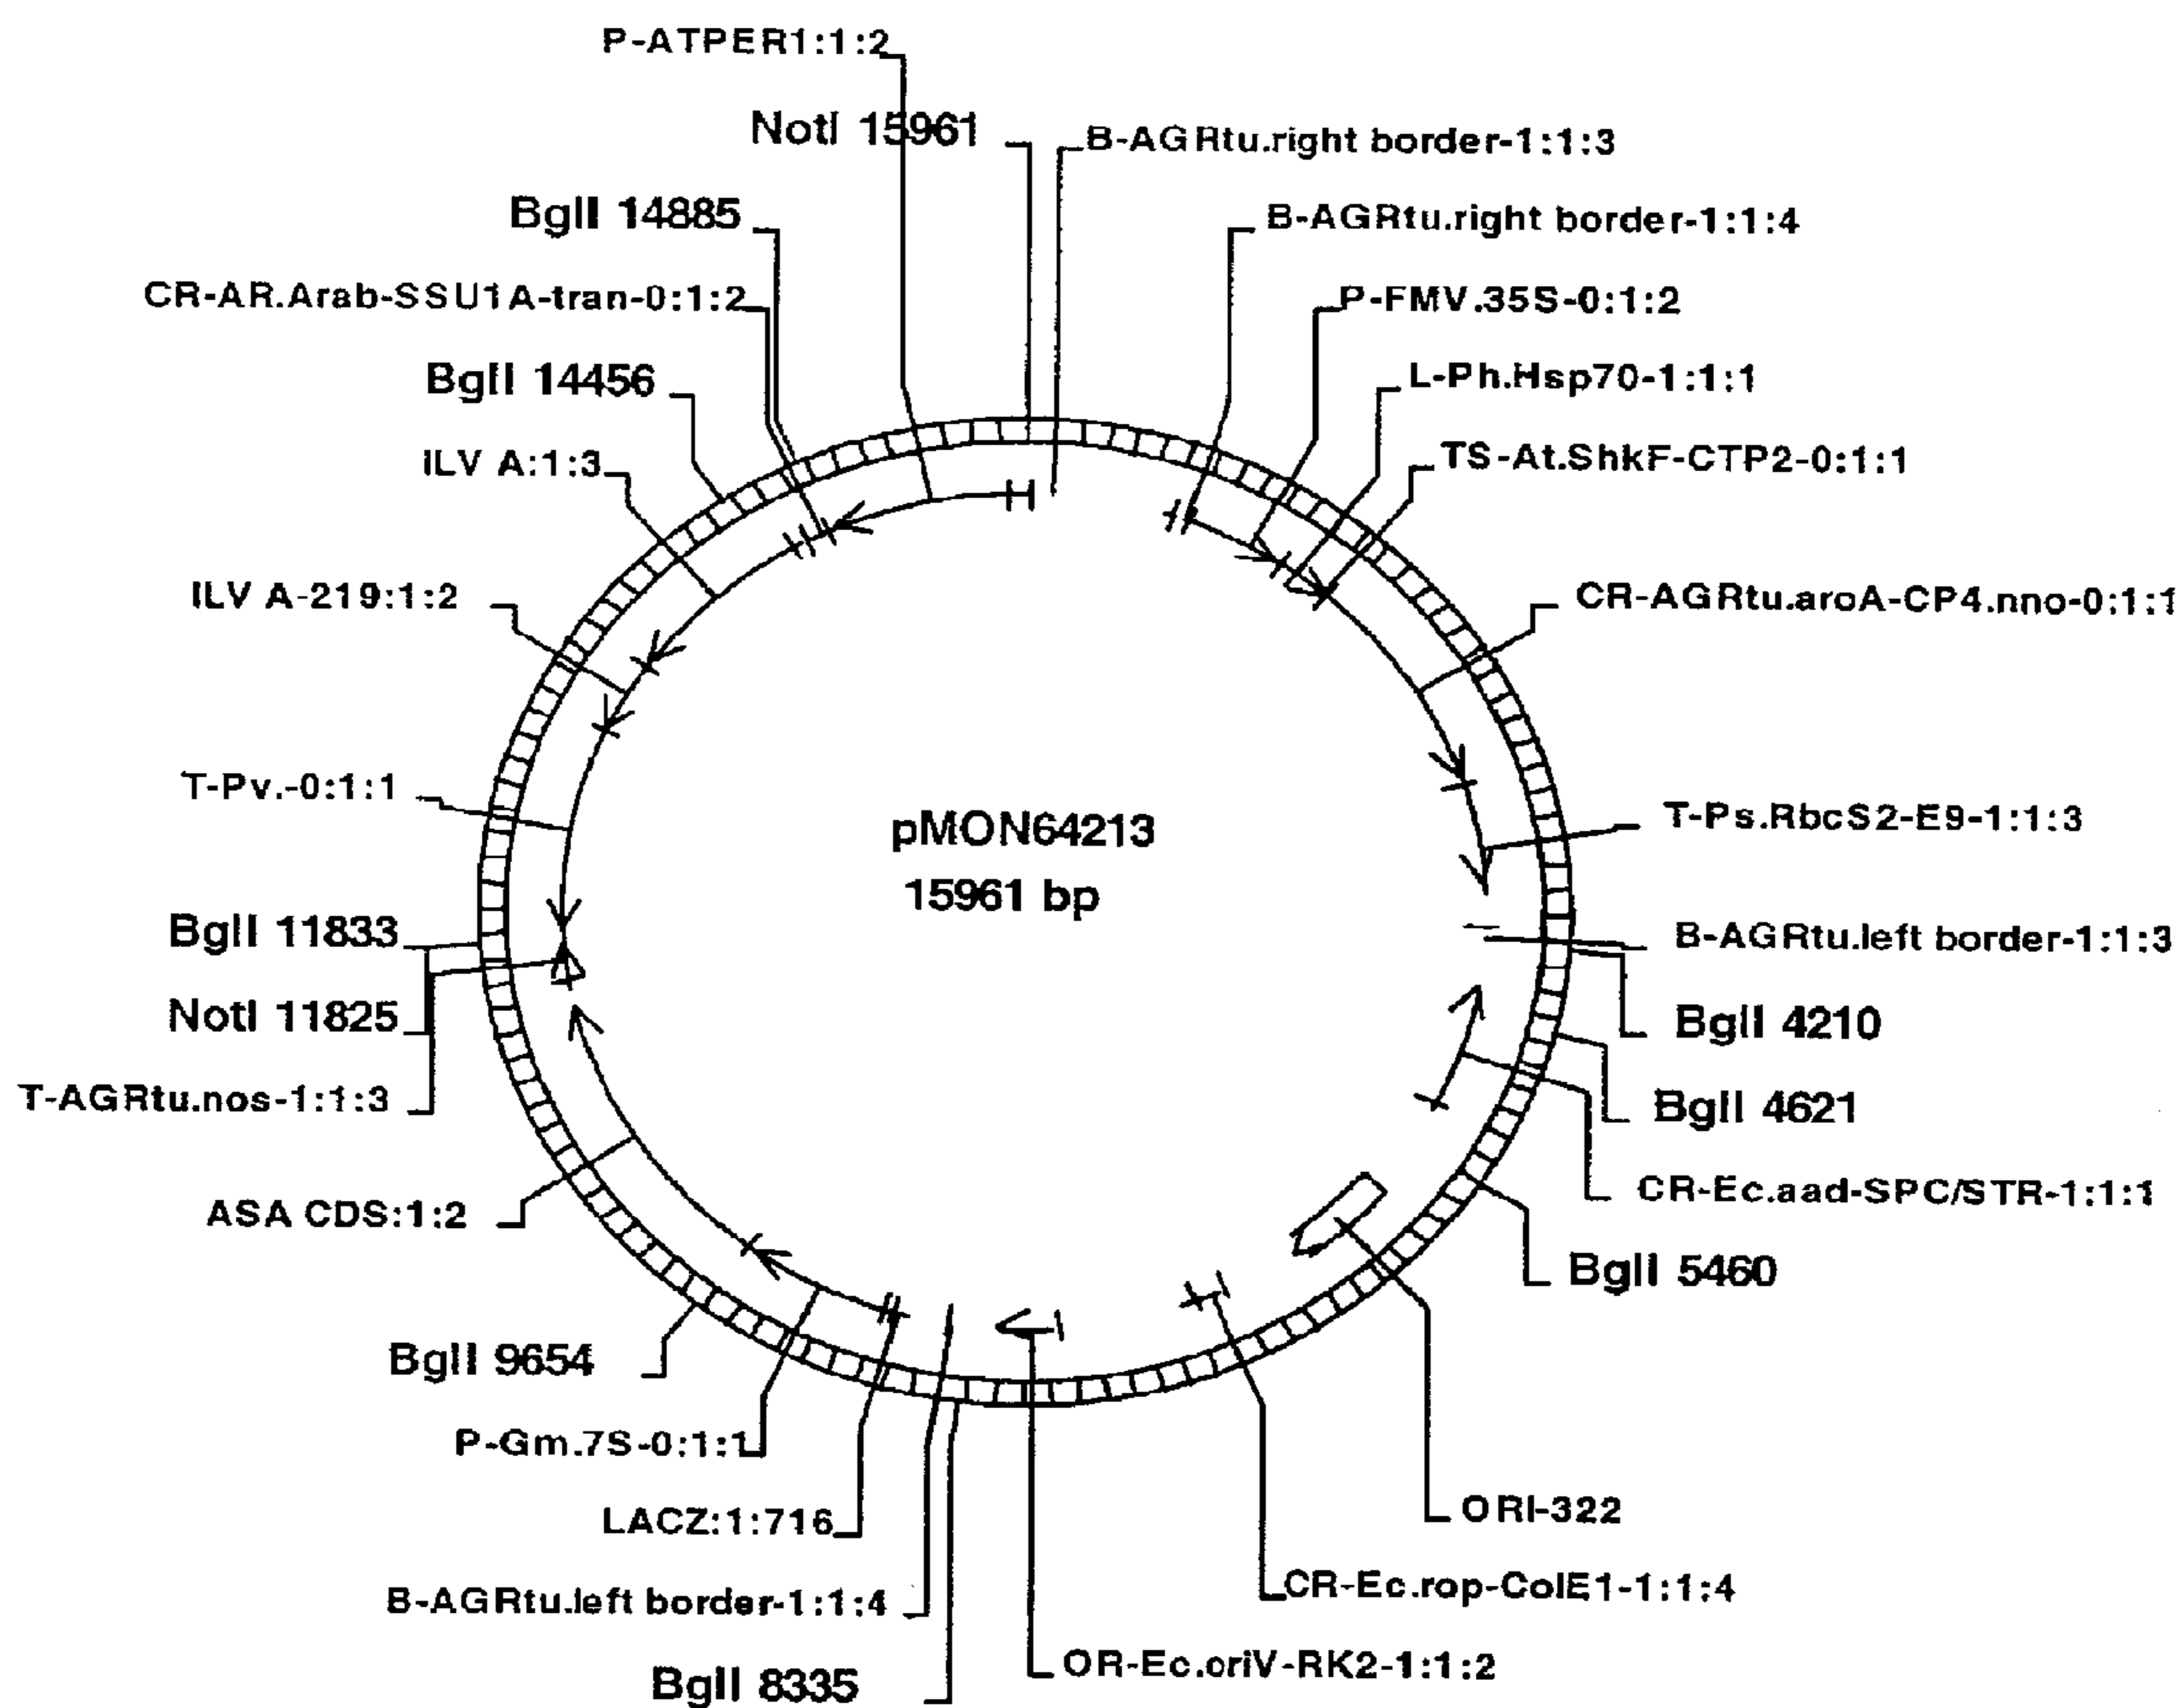 P-ATPER1:1:2
NotI 15961
B-AGRtu.right border-1:1:3
BglI 14885
B-AGRtu.right border-1:1:4
CR-AR.Arab-SSU1A-tran-0:1:2
P-FMV.35S-0:1:2
BglI 14456
L-Ph.Hsp70-1:1:1
ILV A:1:3
TS-At.ShkF-CTP2-0:1:1
ILV A-219:1:2
CR-AGRtu.aroA-CP4.nno-0:1:1
T-Pv.-0:1:1
pMON64213
15961 bp
T-Ps.RbcS2-E9-1:1:3
BglI 11833
B-AGRtu.left border-1:1:3
NotI 11825
BglI 4210
T-AGRtu.nos-1:1:3
BglI 4621
ASA CDS:1:2
CR-Ec.aad-SPC/STR-1:1:1
BglI 5460
BglI 9654
P-Gm.7S-0:1:1
LACZ:1:716
ORI-322
B-AGRtu.left border-1:1:4
CR-Ec.rop-ColE1-1:1:4
BglI 8335
OR-Ec.oriV-RK2-1:1:2